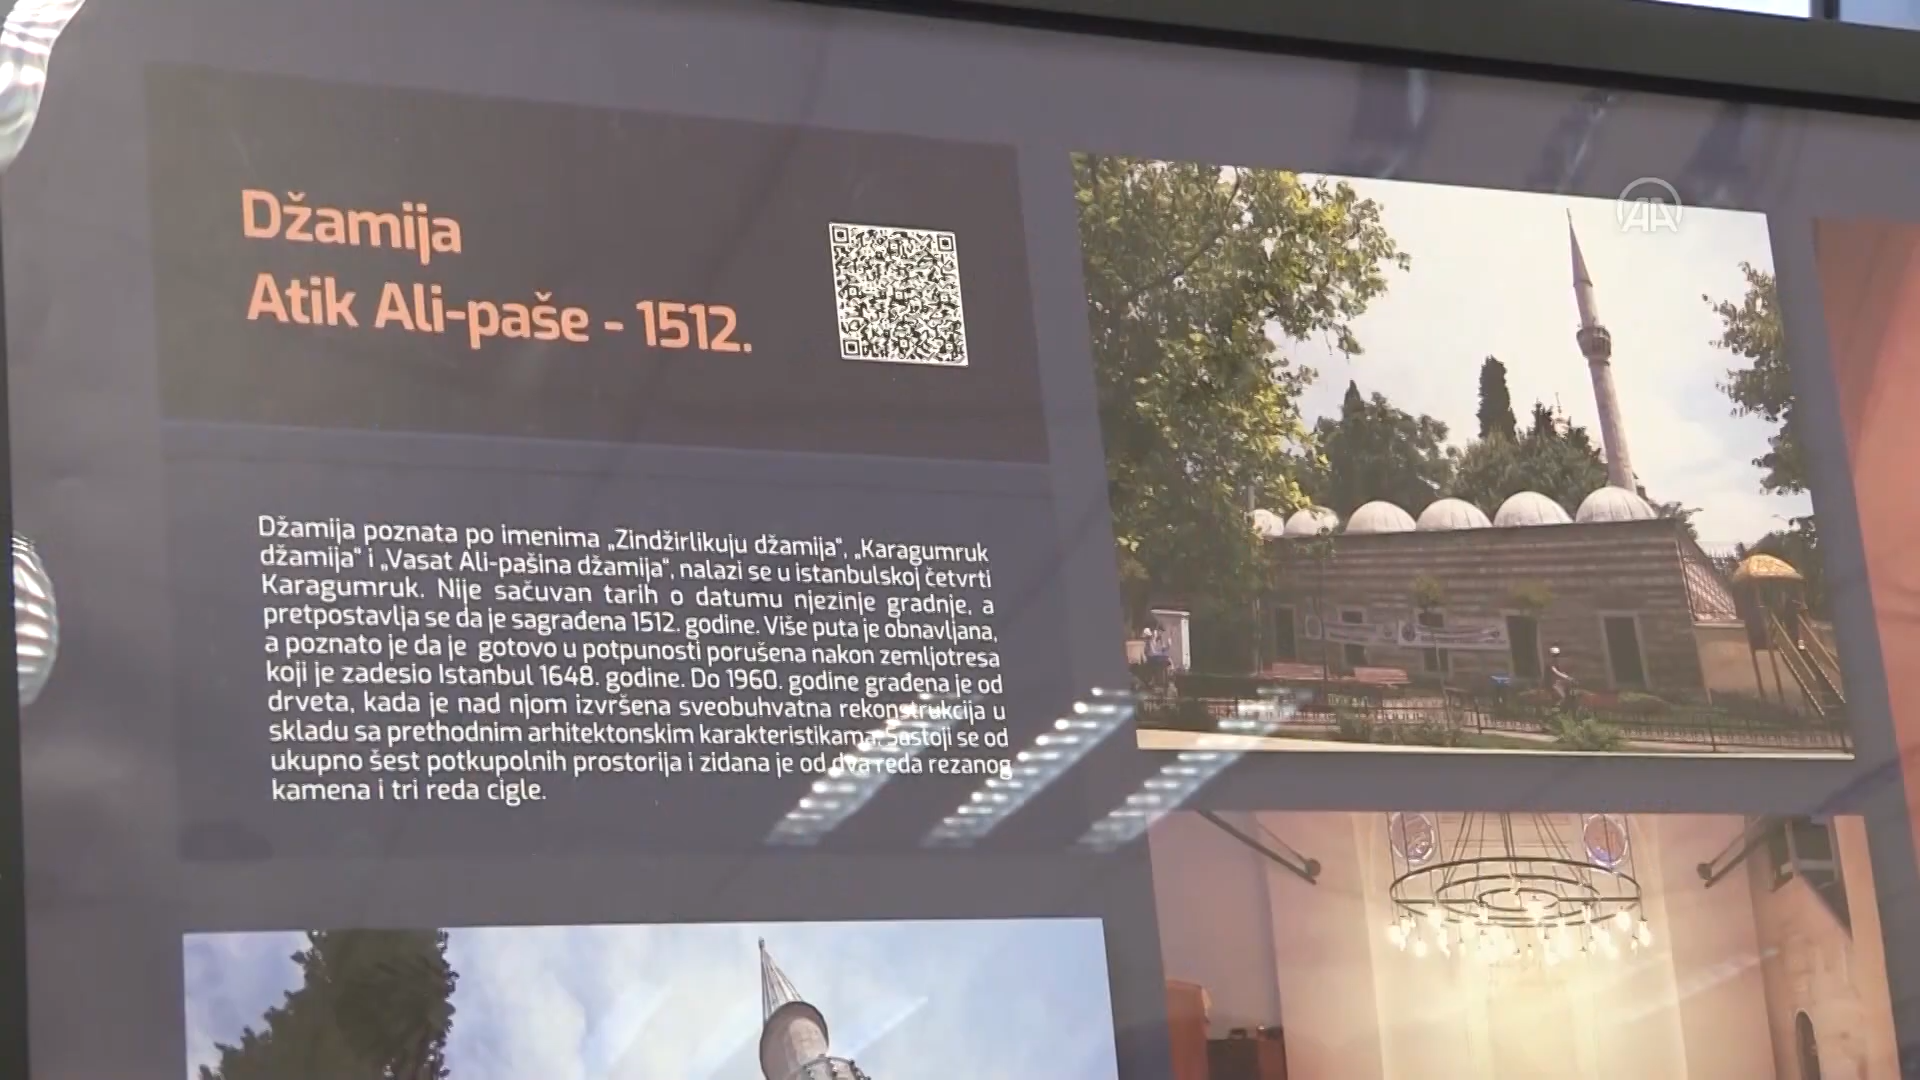 Džamija
Atik Ali-paše - 1512.
Džamija poznata po imenima „Zindžirlikuju džamija“, „Karagumruk
džamija“ i „Vasat Ali-pašina džamija“, nalazi se u istanbulskoj četvrti
Karagumruk. Nije sačuvan tarih o datumu njezinje gradnje, a
pretpostavlja se da je sagrađena 1512. godine. Više puta je obnavljana,
a poznato je da je gotovo u potpunosti porušena nakon zemljotresa
koji je zadesio Istanbul 1648. godine. Do 1960. godine građena je od
drveta, kada je nad njom izvršena sveobuhvatna rekonstrukcija u
skladu sa prethodnim arhitektonskim karakteristikama. Sastoji se od
ukupno šest potkupolnih prostorija i zidana je od dva reda rezanog
kamena i tri reda cigle.
AA